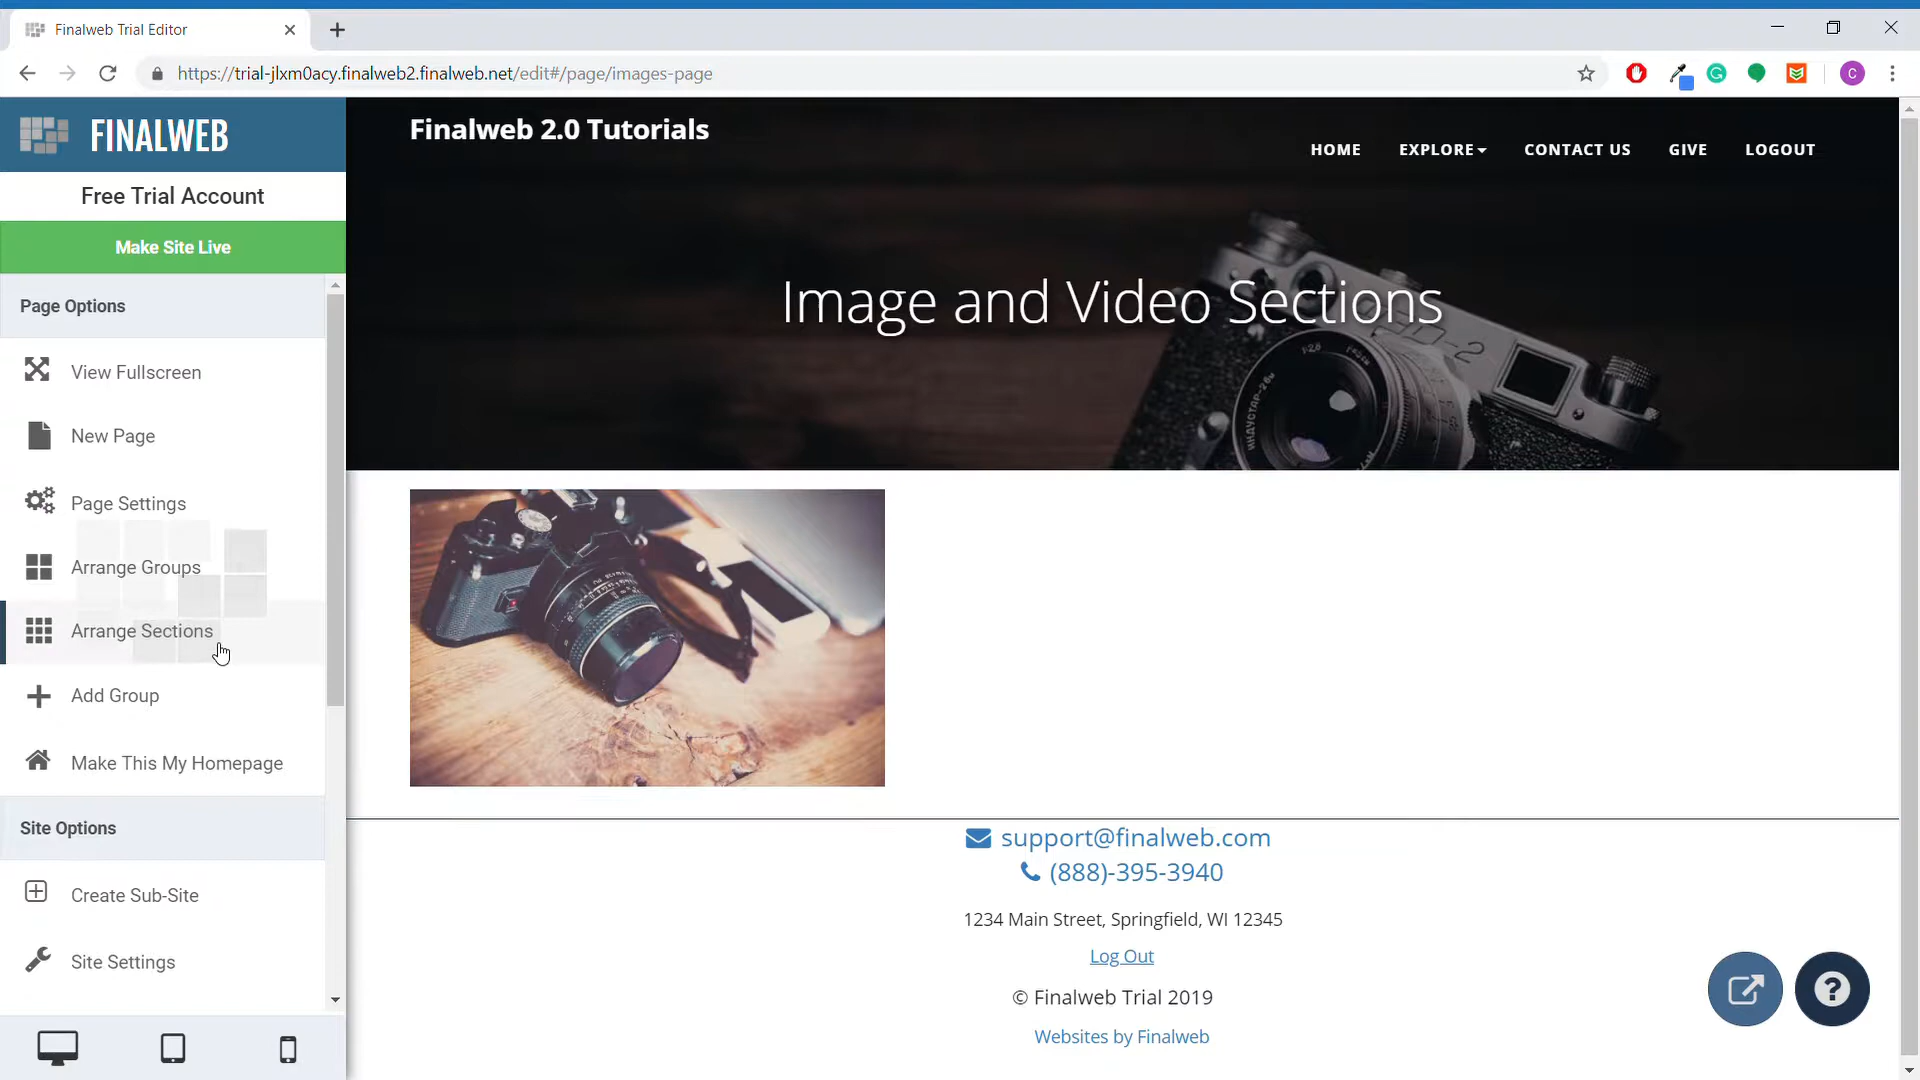 Finalweb Trial Editor
https://trial-jlxm0acy.finalweb2.finalweb.net/edit#/page/images-page
C
FINALWEB
Free Trial Account
Make Site Live
Page Options
View Fullscreen
New Page
Page Settings
Arrange Groups
Arrange Sections
Add Group
Make This My Homepage
Site Options
Create Sub-Site
Site Settings
Finalweb 2.0 Tutorials
HOME EXPLORE CONTACT US GIVE LOGOUT
Image and Video Sections
ИНДУСТАР-26м
support@finalweb.com
(888)-395-3940
1234 Main Street, Springfield, WI 12345
Log Out
© Finalweb Trial 2019
Websites by Finalweb